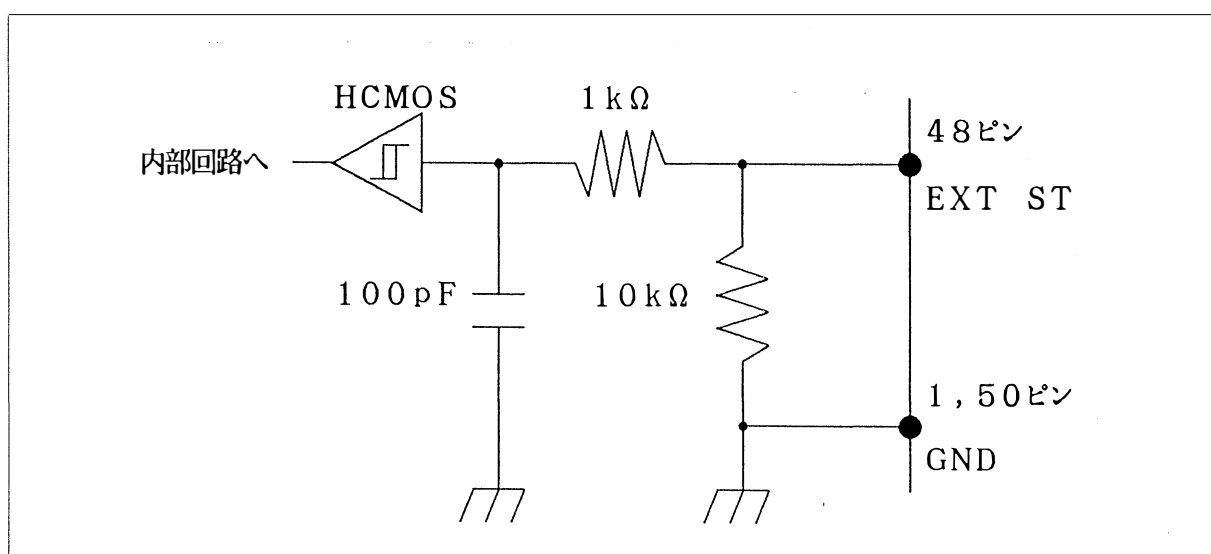 HCMOS
1kΩ
48ピン
内部回路へ
EXT ST
100pF
10kΩ
1,50ピン
GND